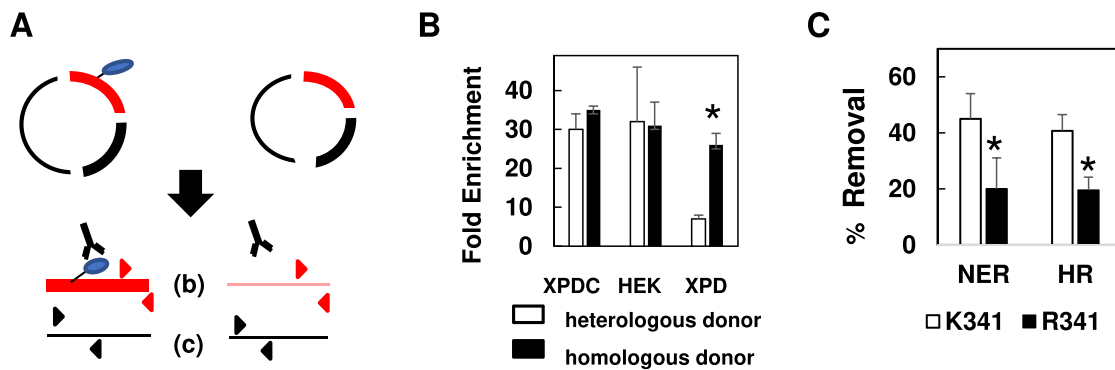 A
(b)
(c)
B
Fold Enrichment
40
30
20
10
0
*
XPDC HEK XPD
heterologous donor
homologous donor
C
% Removal
60
40
20
0
* *
NER HR
K341 R341